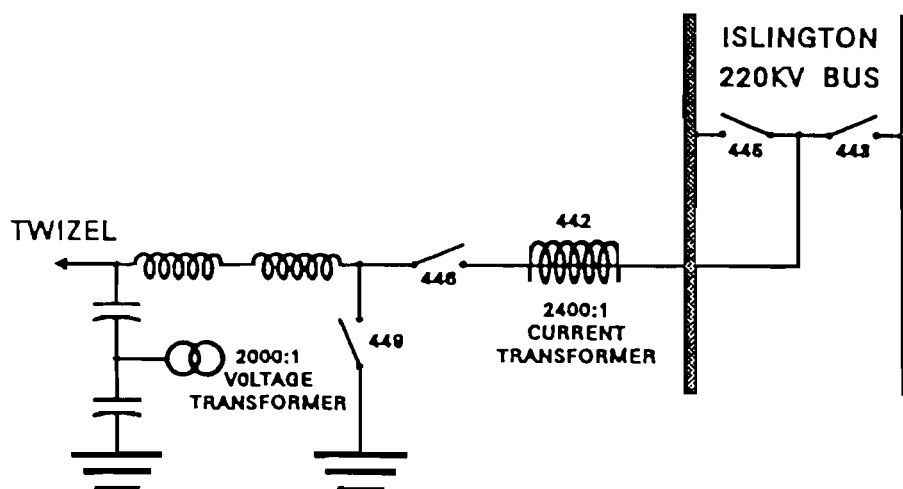 ISLINGTON
220KV BUS
445
443
TWIZEL
442
446
2400:1
CURRENT
TRANSFORMER
449
2000:1
VOLTAGE
TRANSFORMER